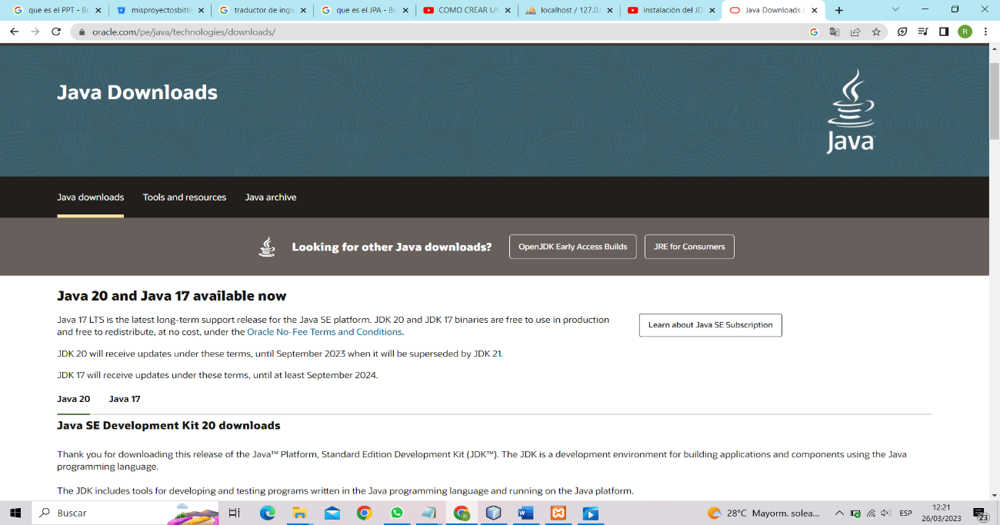 que es el PPT - Bu
misproyectosbitb
traductor de ingle
que es el JPA - Bu
COMO CREAR UN
localhost / 127.0.
Instalación del JD
Java Downloads |
oracle.com/pe/java/technologies/downloads/
R
Java Downloads
Java
Java downloads
Tools and resources
Java archive
Looking for other Java downloads?
OpenJDK Early Access Builds
JRE for Consumers
Java 20 and Java 17 available now
Java 17 LTS is the latest long-term support release for the Java SE platform. JDK 20 and JDK 17 binaries are free to use in production
and free to redistribute, at no cost, under the Oracle No-Fee Terms and Conditions.
Learn about Java SE Subscription
JDK 20 will receive updates under these terms, until September 2023 when it will be superseded by JDK 21.
JDK 17 will receive updates under these terms, until at least September 2024.
Java 20
Java 17
Java SE Development Kit 20 downloads
Thank you for downloading this release of the Java™ Platform, Standard Edition Development Kit (JDK™). The JDK is a development environment for building applications and components using the Java
programming language.
The JDK includes tools for developing and testing programs written in the Java programming language and running on the Java platform.
Buscar
28°C Mayorm. solea...
ESP
12:21
26/03/2023
23